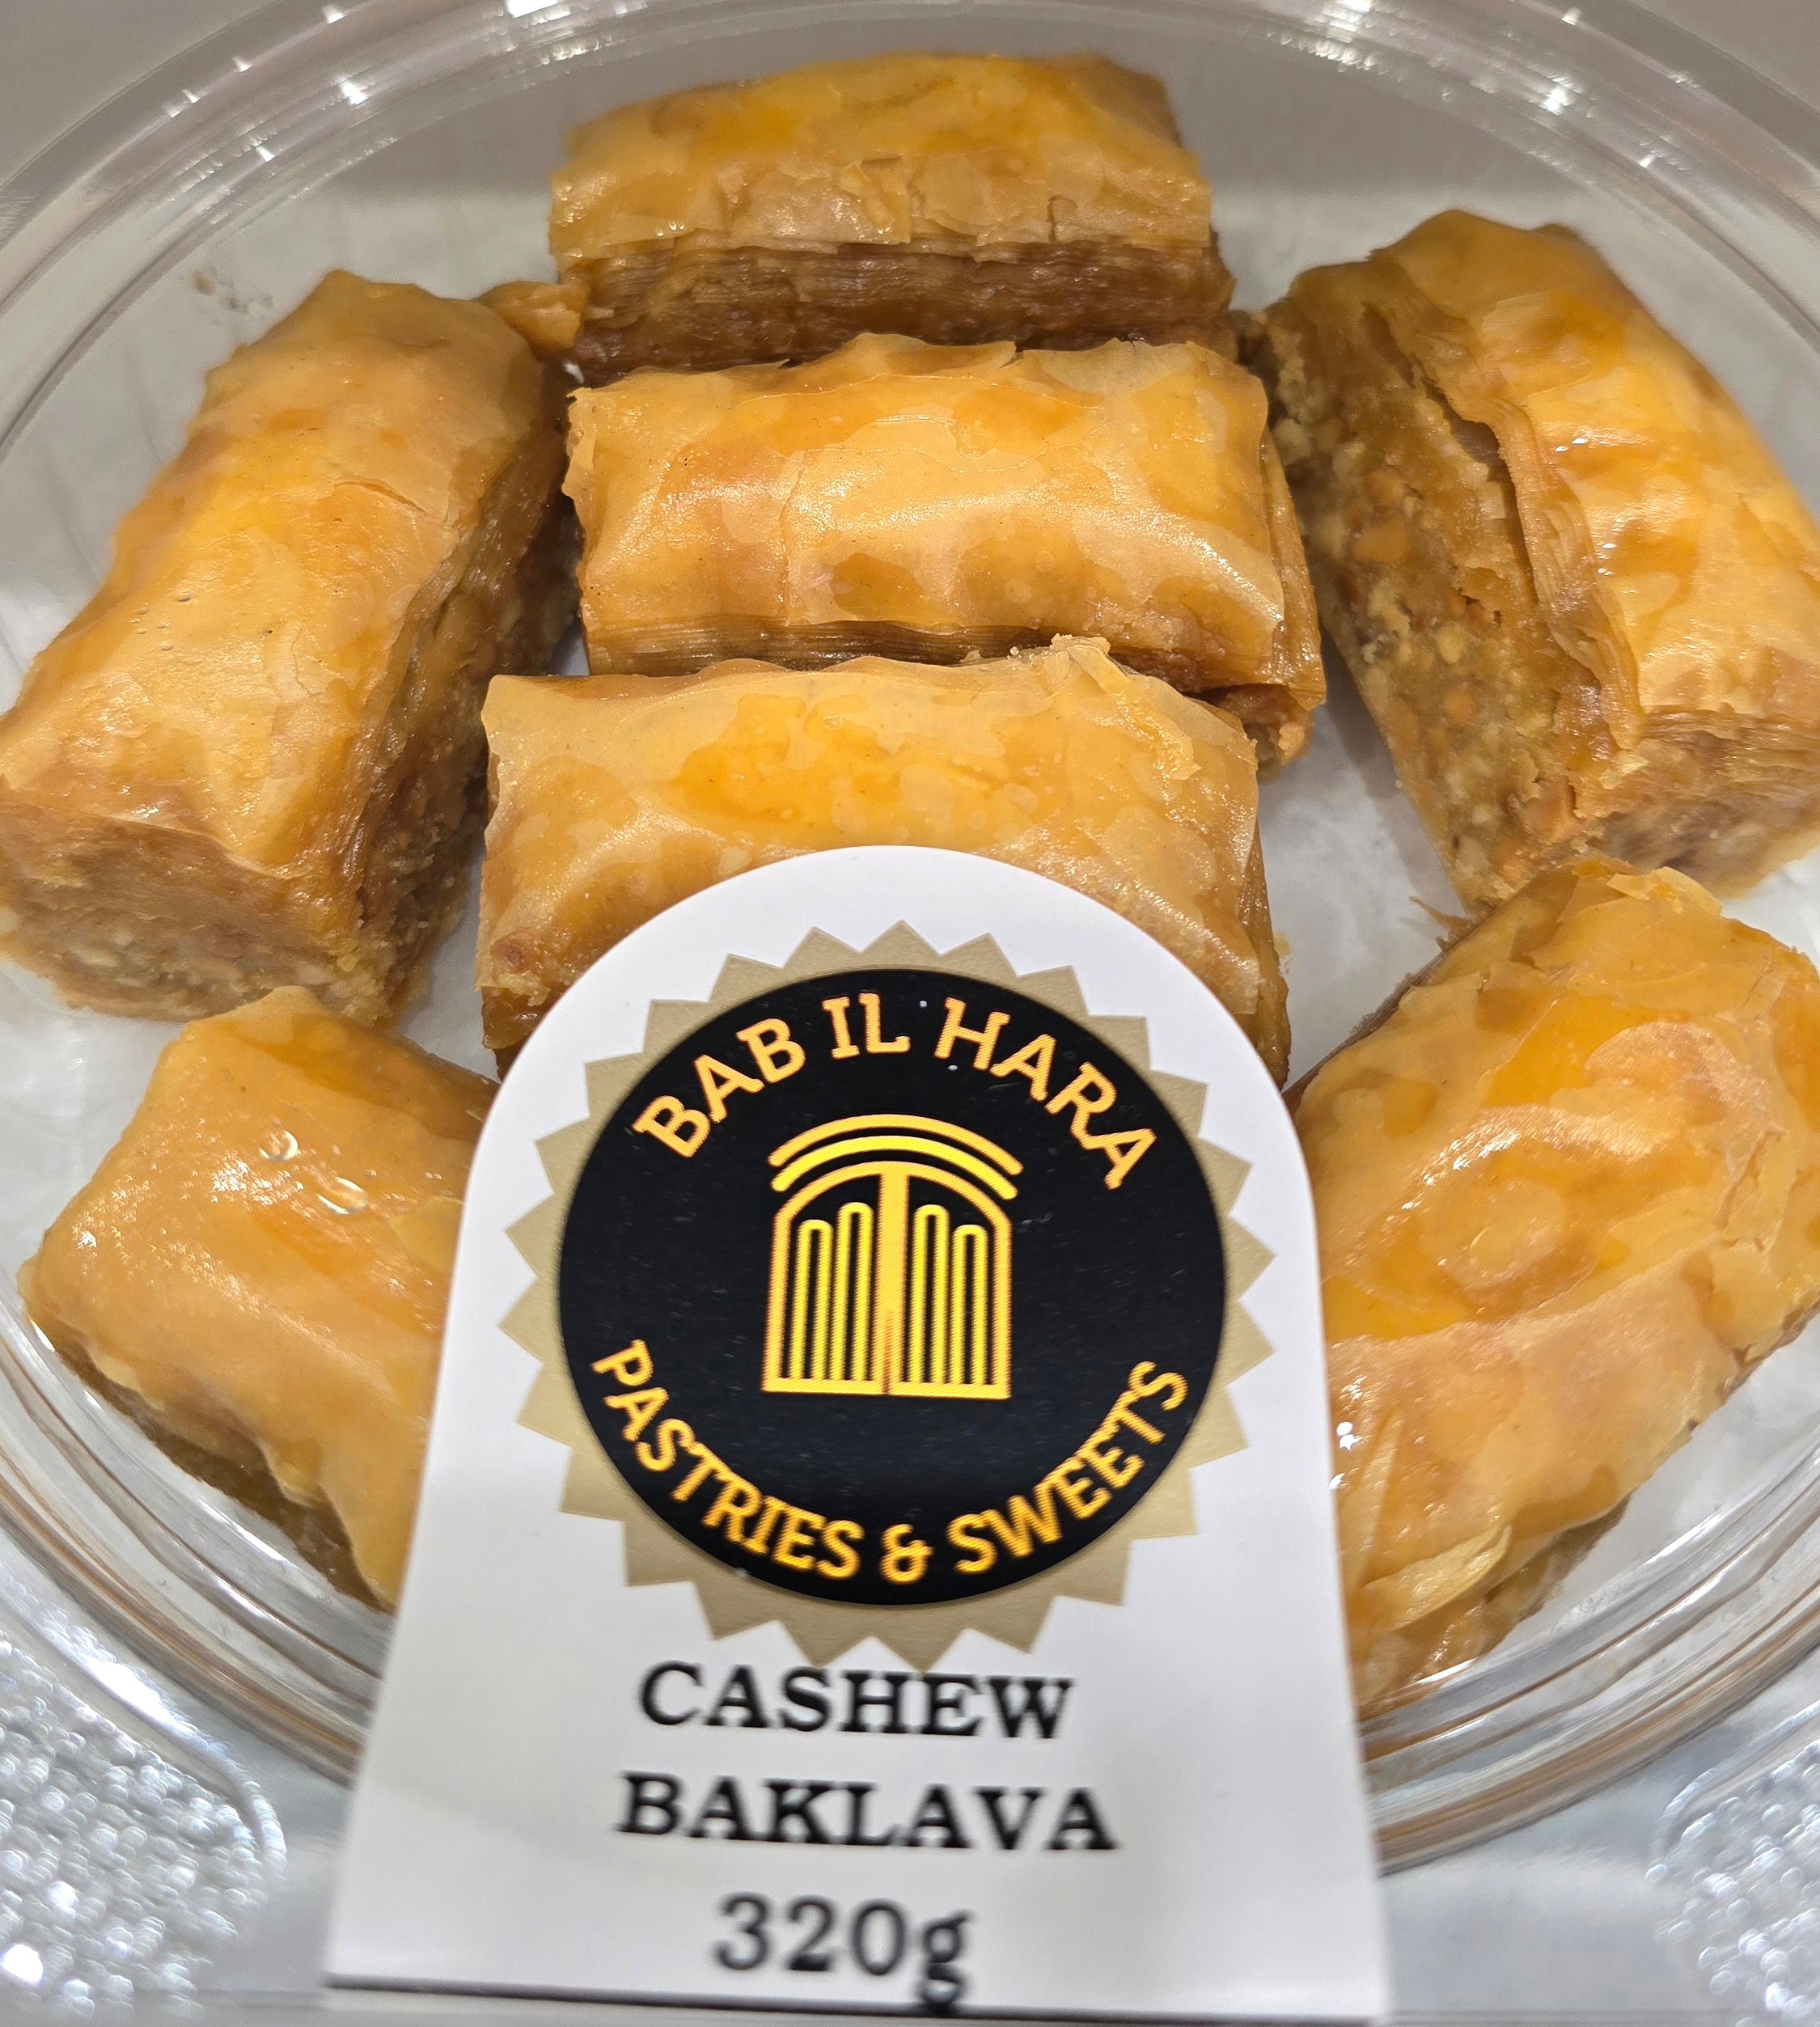 BAB IL HARA
PASTRIES & SWEETS
CASHEW
BAKLAVA
320g